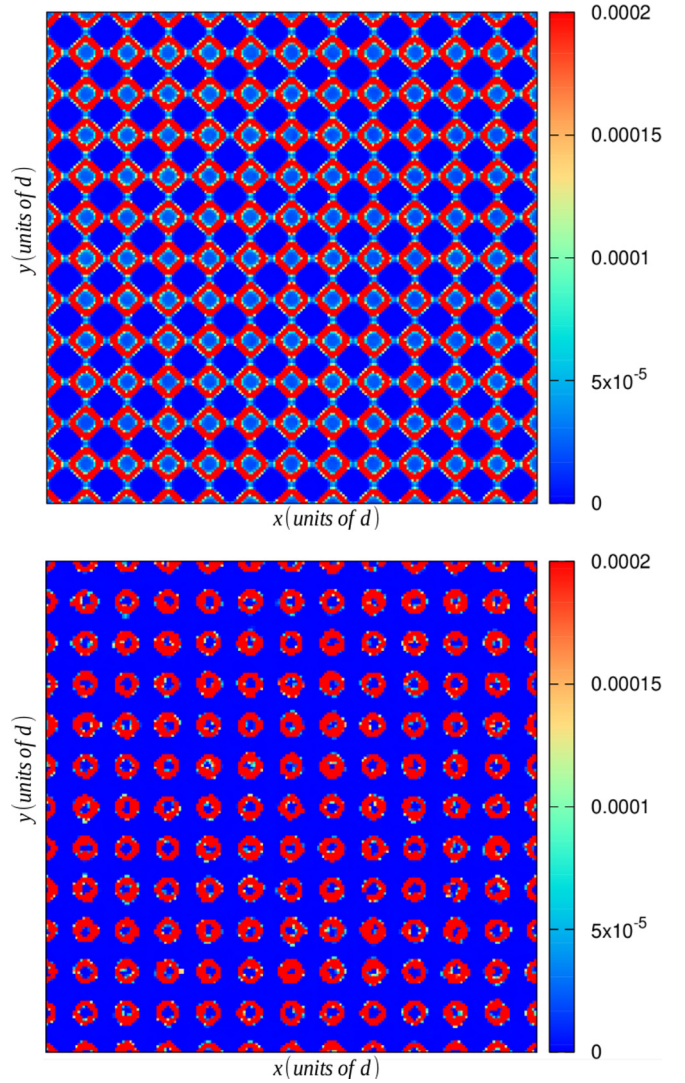 0.0002
0.00015
0.0001
5x10-5
0
y(units of d)
x(units of d)
0.0002
0.00015
0.0001
5x10-5
0
y(units of d)
x(units of d)